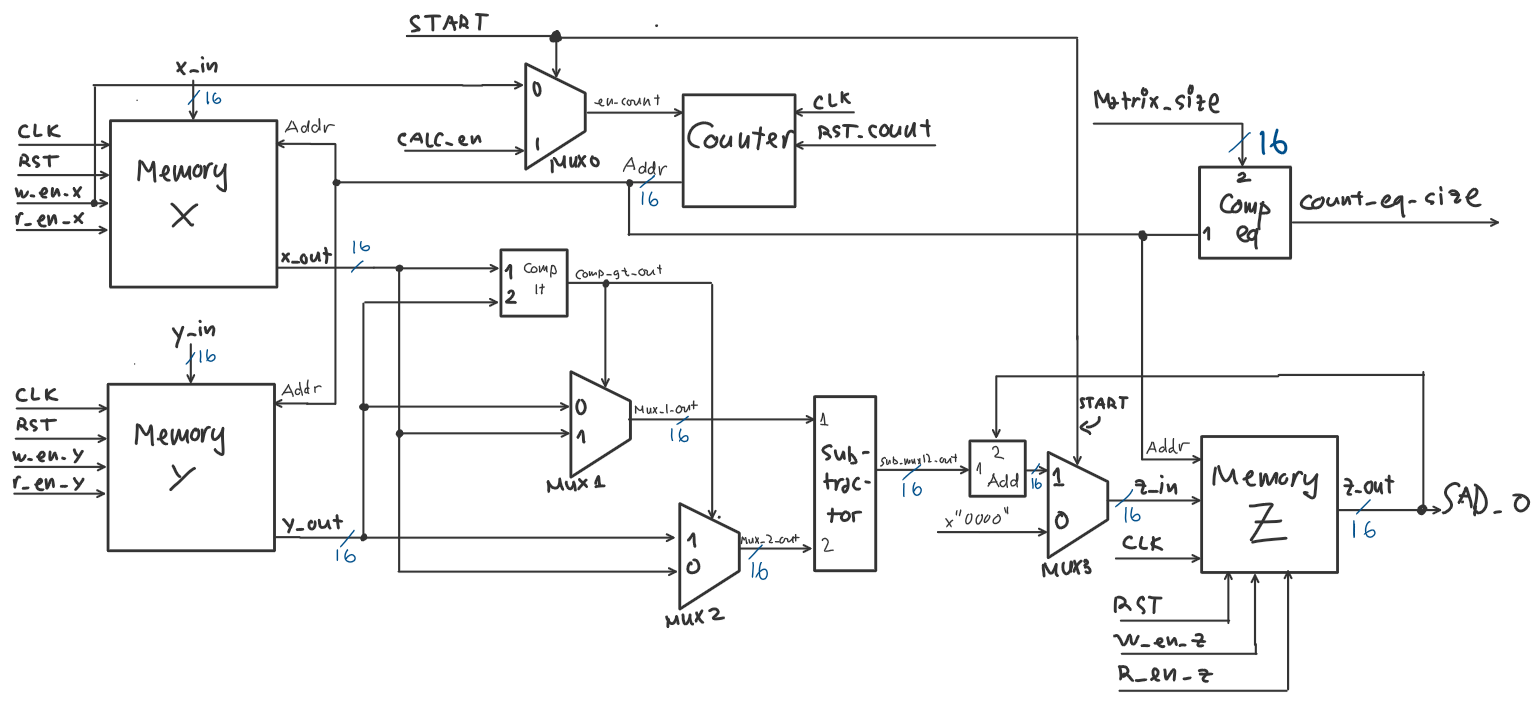 START
x_in
16
CLK
RST
w_en_x
r_en_x
Memory
X
Addr
0
1
CALC_en
MUX0
en_count
Counter
CLK
RST_count
Addr
16
Matrix_size
16
2
Comp
eq
1
count_eq_size
x_out
16
1
2
Comp
lt
Comp_gt_out
y_in
16
CLK
RST
w_en_y
r_en_y
Memory
Y
Addr
y_out
16
0
1
Mux1
Mux_1_out
16
1
0
MUX2
Mux_2_out
16
1
Sub-
trac-
tor
2
sub_mux12_out
16
2
1
Add
16
START
1
0
x"0000"
MUX3
z_in
16
Addr
Memory
Z
CLK
RST
W_en_z
R_en_z
z_out
16
SAD_O